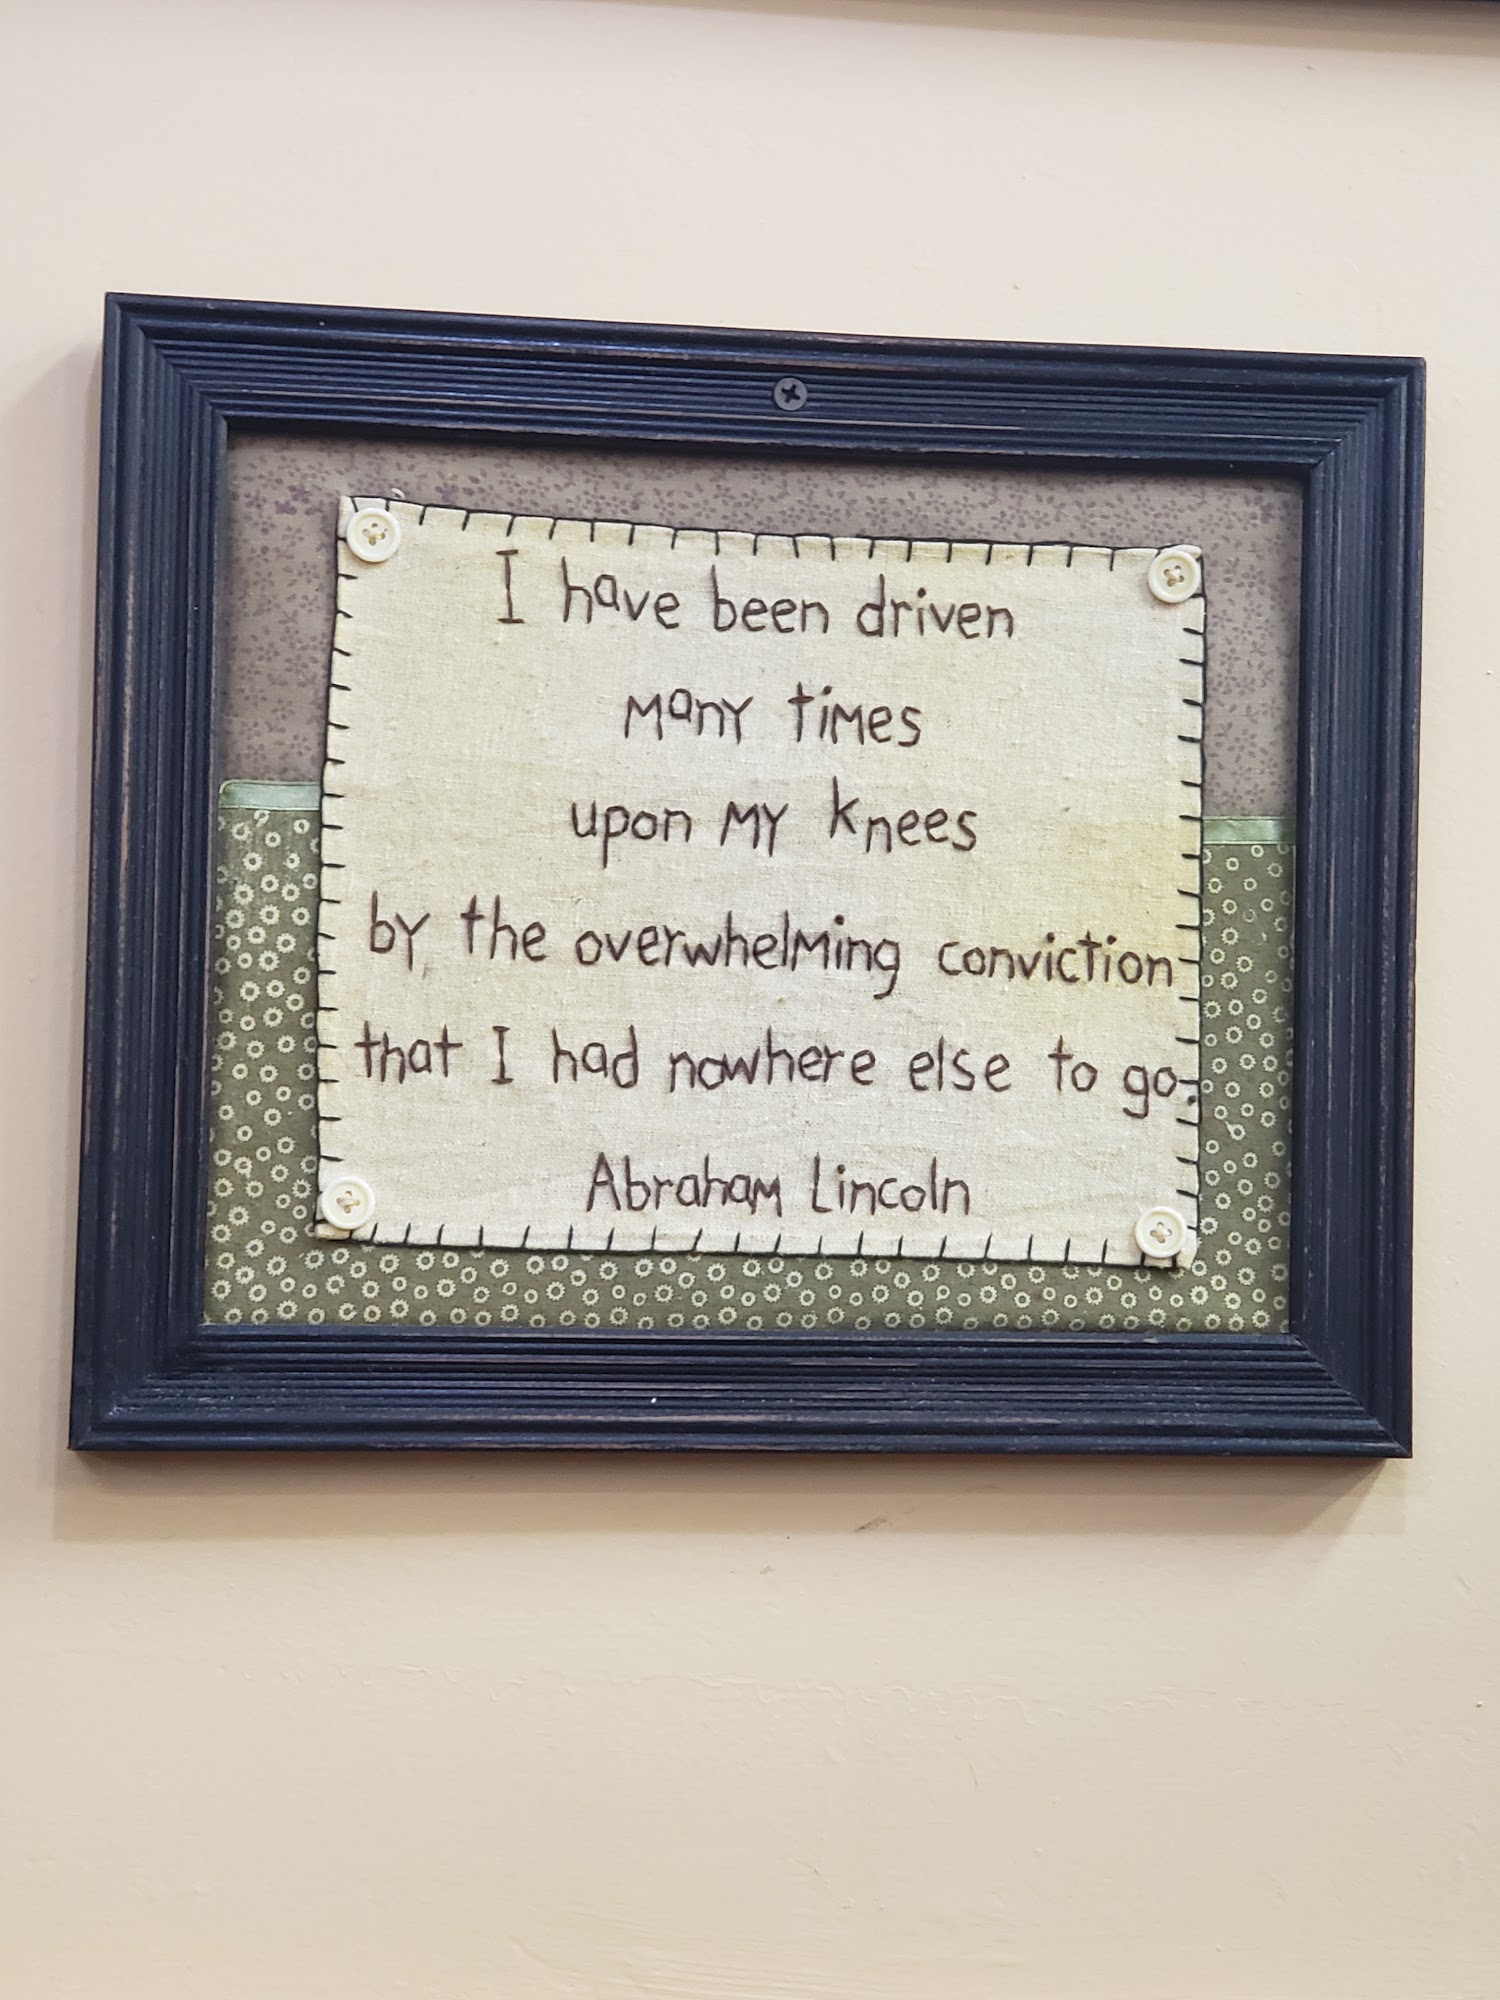 I have been driven
many times
upon my knees
by the overwhelming conviction
that I had nowhere else to go.
Abraham Lincoln